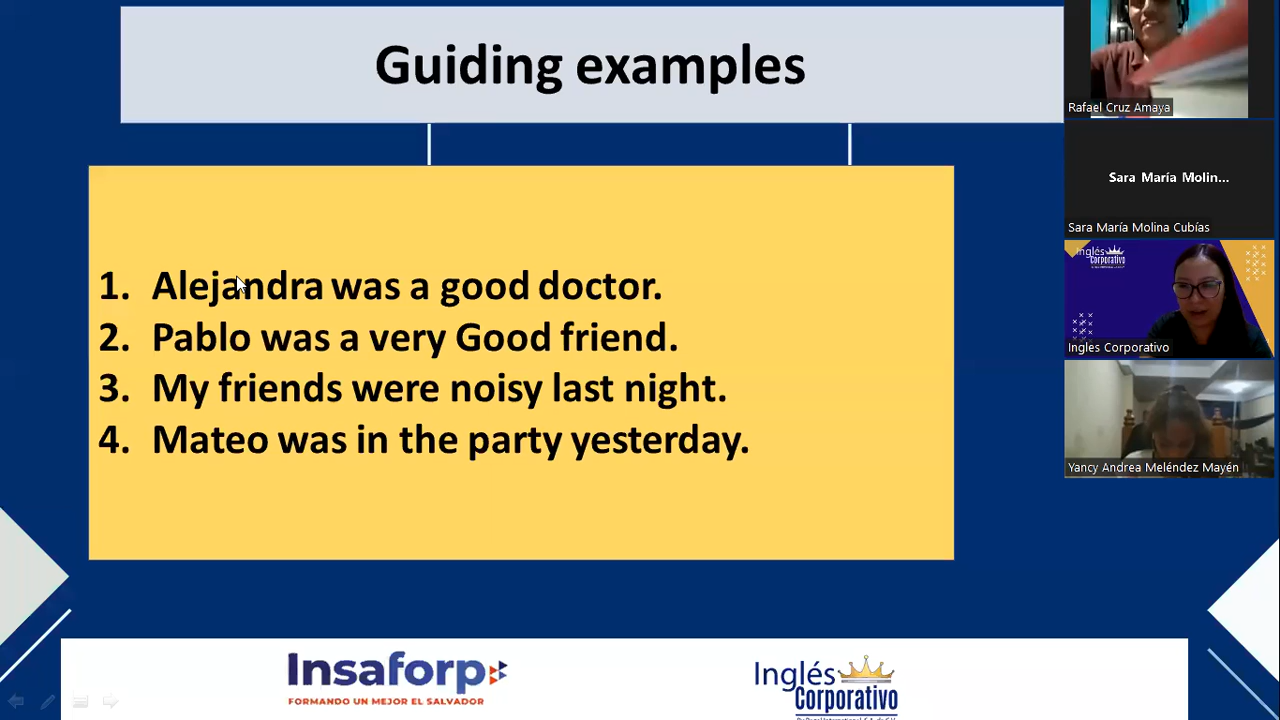 Guiding examples
1. Alejandra was a good doctor.
2. Pablo was a very Good friend.
3. My friends were noisy last night.
4. Mateo was in the party yesterday.
Insaforp
FORMANDO UN MEJOR EL SALVADOR
Inglés
Corporativo
Rafael Cruz Amaya
Sara María Molin...
Sara María Molina Cubías
Inglés
Corporativo
Ingles Corporativo
Yancy Andrea Meléndez Mayén